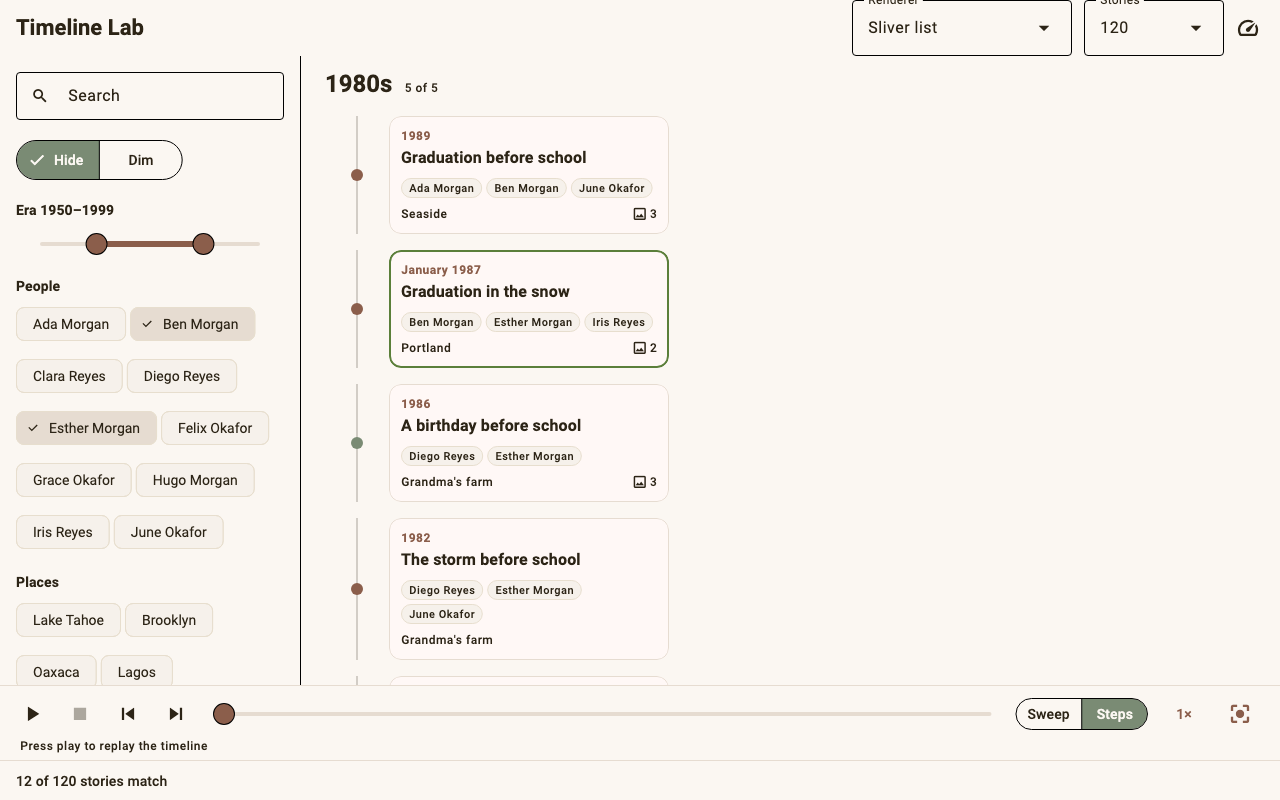 Timeline Lab
Renderer
Sliver list
Stories
120
Search
Hide
Dim
Era 1950–1999
People
Ada Morgan
Ben Morgan
Clara Reyes
Diego Reyes
Esther Morgan
Felix Okafor
Grace Okafor
Hugo Morgan
Iris Reyes
June Okafor
Places
Lake Tahoe
Brooklyn
Oaxaca
Lagos
1980s 5 of 5
1989
Graduation before school
Ada Morgan Ben Morgan June Okafor
Seaside 3
January 1987
Graduation in the snow
Ben Morgan Esther Morgan Iris Reyes
Portland 2
1986
A birthday before school
Diego Reyes Esther Morgan
Grandma's farm 3
1982
The storm before school
Diego Reyes Esther Morgan
June Okafor
Grandma's farm
Sweep
Steps
1×
Press play to replay the timeline
12 of 120 stories match